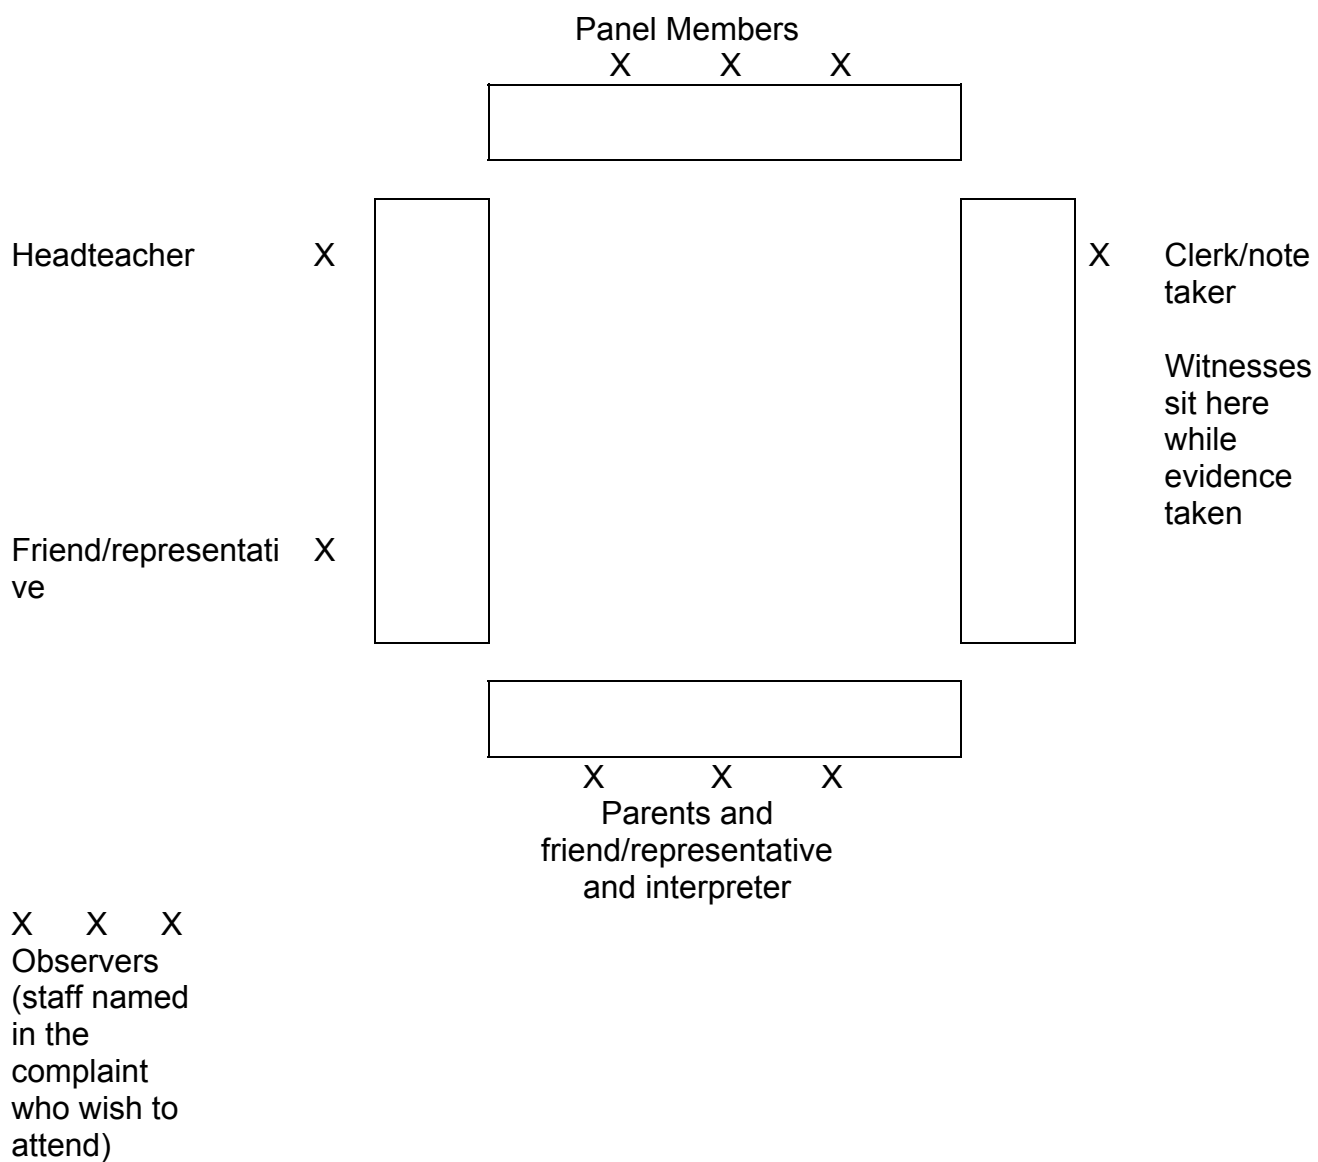 Panel Members
X X X
Headteacher X
X Clerk/note
taker
Witnesses
sit here
while
evidence
taken
Friend/representati X
ve
X X X
Parents and
friend/representative
and interpreter
X X X
Observers
(staff named
in the
complaint
who wish to
attend)